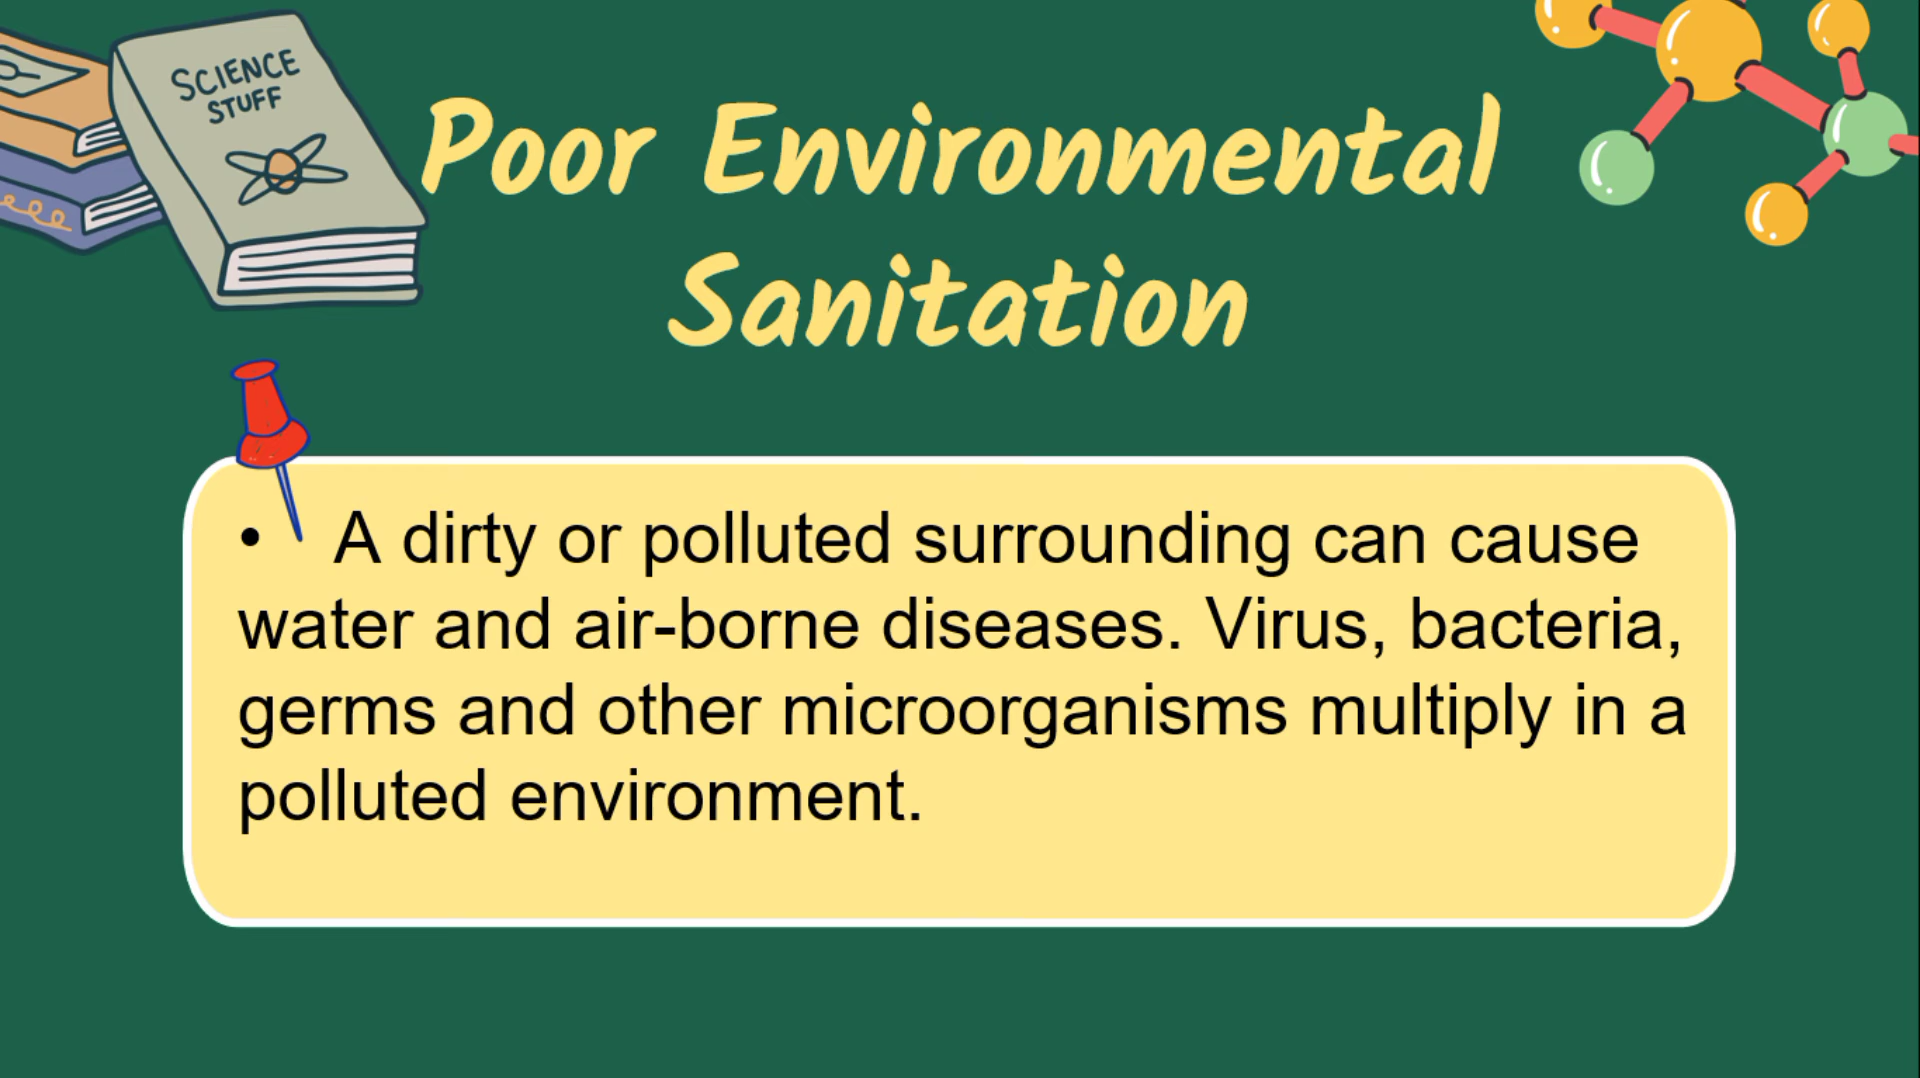 SCIENCE
STUFF
Poor Environmental
Sanitation
• A dirty or polluted surrounding can cause
water and air-borne diseases. Virus, bacteria,
germs and other microorganisms multiply in a
polluted environment.